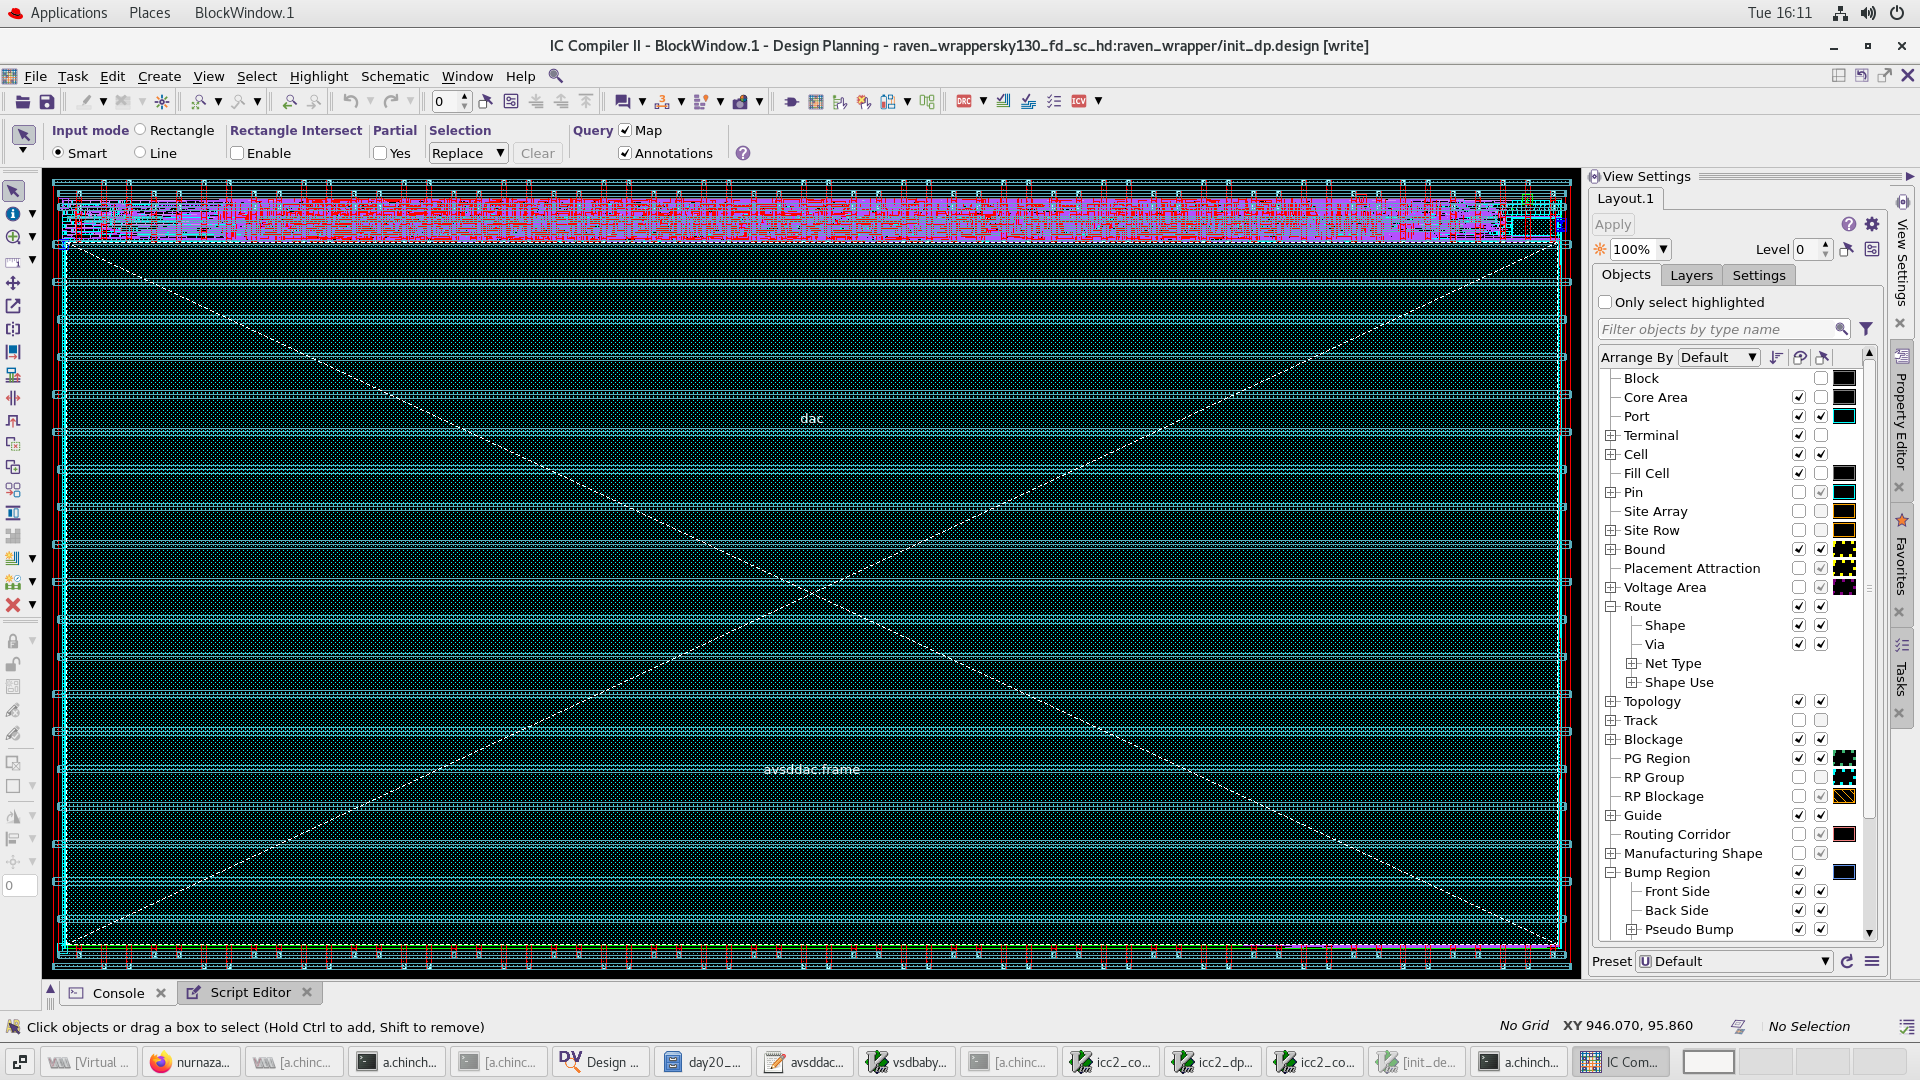 Applications Places BlockWindow.1 Tue 16:11
IC Compiler II - BlockWindow.1 - Design Planning - raven_wrappersky130_fd_sc_hd:raven_wrapper/init_dp.design [write]
File Task Edit Create View Select Highlight Schematic Window Help
0 DRC ICV
Input mode Rectangle Rectangle Intersect Partial Selection Query Map
Smart Line Enable Yes Replace Clear Annotations
View Settings
Layout.1
Apply
100% Level 0
Objects Layers Settings
Only select highlighted
Filter objects by type name
Arrange By Default
Block
Core Area
Port
Terminal
Cell
Fill Cell
Pin
Site Array
Site Row
Bound
Placement Attraction
Voltage Area
Route
Shape
Via
Net Type
Shape Use
Topology
Track
Blockage
PG Region
RP Group
RP Blockage
Guide
Routing Corridor
Manufacturing Shape
Bump Region
Front Side
Back Side
Pseudo Bump
Preset Default
View Settings
Property Editor
Favorites
Tasks
dac
avsddac.frame
0
Console Script Editor
Click objects or drag a box to select (Hold Ctrl to add, Shift to remove) No Grid XY 946.070, 95.860 No Selection
[Virtual ... nurnaza... [a.chinc... a.chinch... [a.chinc... DV Design ... day20_... avsddac... vsdbaby... [a.chinc... icc2_co... icc2_dp... icc2_co... [init_de... a.chinch... IC Com...